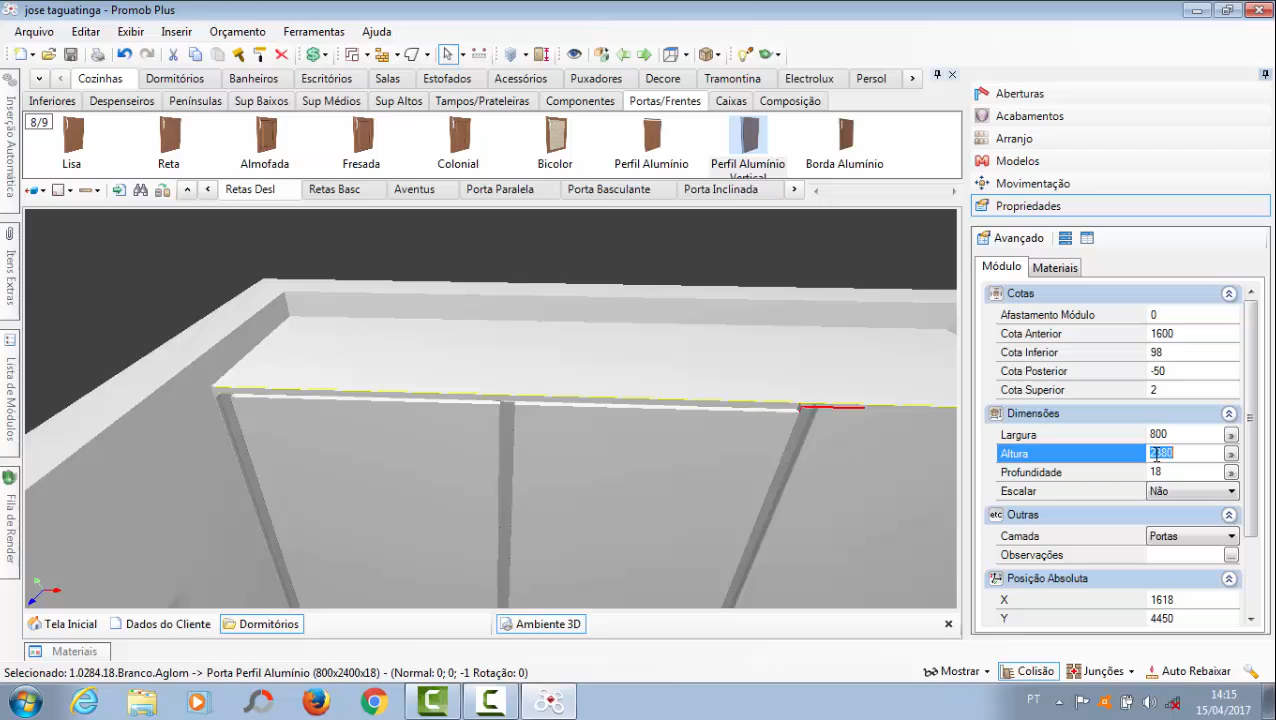 jose taguatinga - Promob Plus
Arquivo Editar Exibir Inserir Orçamento Ferramentas Ajuda
Cozinhas Dormitórios Banheiros Escritórios Salas Estofados Acessórios Puxadores Decore Tramontina Electrolux Persol
Inferiores Despenseiros Penínsulas Sup Baixos Sup Médios Sup Altos Tampos/Prateleiras Componentes Portas/Frentes Caixas Composição
8/9
Lisa Reta Almofada Fresada Colonial Bicolor Perfil Alumínio Perfil Alumínio Vertical Borda Alumínio
Retas Desl Retas Basc Aventus Porta Paralela Porta Basculante Porta Inclinada
Inserção Automática
Itens Extras
Lista de Módulos
Fila de Render
Aberturas
Acabamentos
Arranjo
Modelos
Movimentação
Propriedades
Avançado
Módulo Materiais
Cotas
Afastamento Módulo 0
Cota Anterior 1600
Cota Inferior 98
Cota Posterior -50
Cota Superior 2
Dimensões
Largura 800
Altura 2380
Profundidade 18
Escalar Não
etc Outras
Camada Portas
Observações ...
Posição Absoluta
X 1618
Y 4450
Tela Inicial Dados do Cliente Dormitórios Ambiente 3D
Materiais
Selecionado: 1.0284.18.Branco.Aglom -> Porta Perfil Alumínio (800x2400x18) - (Normal: 0; 0; -1 Rotação: 0)
Mostrar Colisão Junções Auto Rebaixar
PT
14:15
15/04/2017